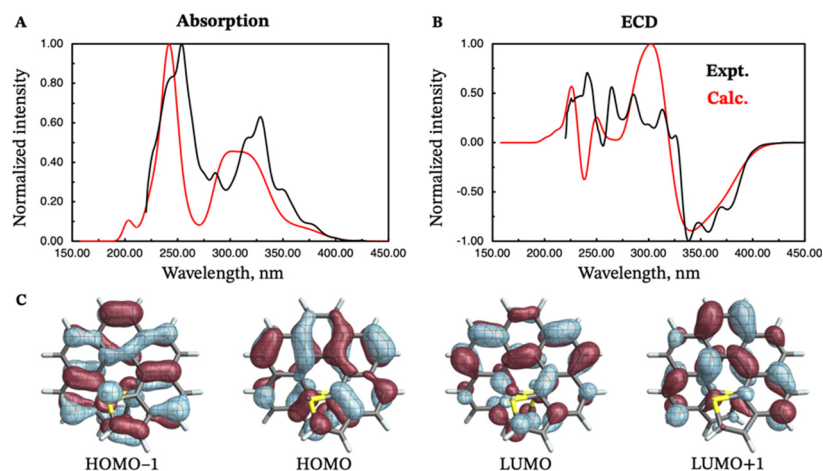 A Absorption B ECD
Normalized intensity
1.00
0.80
0.60
0.40
0.20
0.00
150.00 200.00 250.00 300.00 350.00 400.00 450.00
Wavelength, nm
Normalized intensity
1.00
0.50
0.00
-0.50
-1.00
Expt.
Calc.
150.00 200.00 250.00 300.00 350.00 400.00 450.00
Wavelength, nm
C
HOMO−1 HOMO LUMO LUMO+1